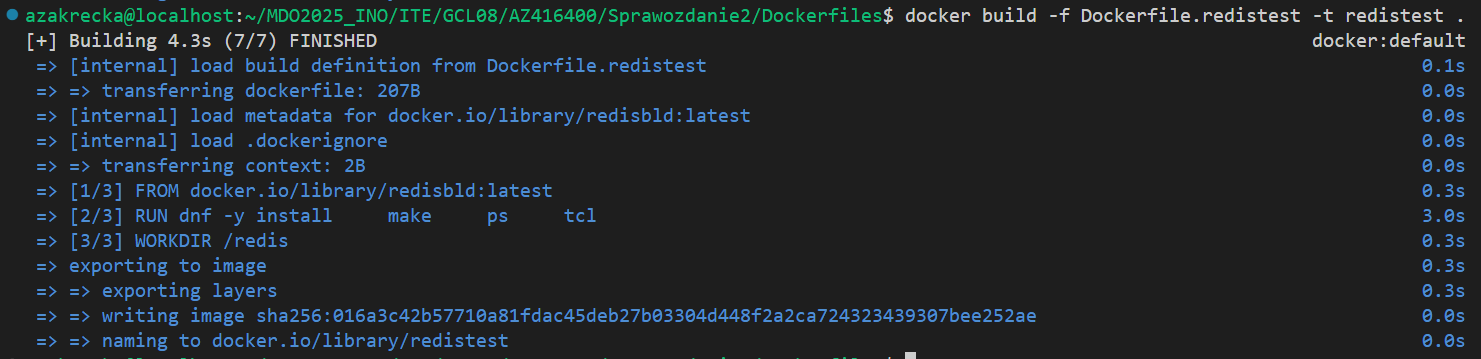 azakrecka@localhost:~/MDO2025_INO/ITE/GCL08/AZ416400/Sprawozdanie2/Dockerfiles$ docker build -f Dockerfile.redistest -t redistest .
[+] Building 4.3s (7/7) FINISHED docker:default
=> [internal] load build definition from Dockerfile.redistest 0.1s
=> => transferring dockerfile: 207B 0.0s
=> [internal] load metadata for docker.io/library/redisbld:latest 0.0s
=> [internal] load .dockerignore 0.0s
=> => transferring context: 2B 0.0s
=> [1/3] FROM docker.io/library/redisbld:latest 0.3s
=> [2/3] RUN dnf -y install make ps tcl 3.0s
=> [3/3] WORKDIR /redis 0.3s
=> exporting to image 0.3s
=> => exporting layers 0.3s
=> => writing image sha256:016a3c42b57710a81fdac45deb27b03304d448f2a2ca724323439307bee252ae 0.0s
=> => naming to docker.io/library/redistest 0.0s